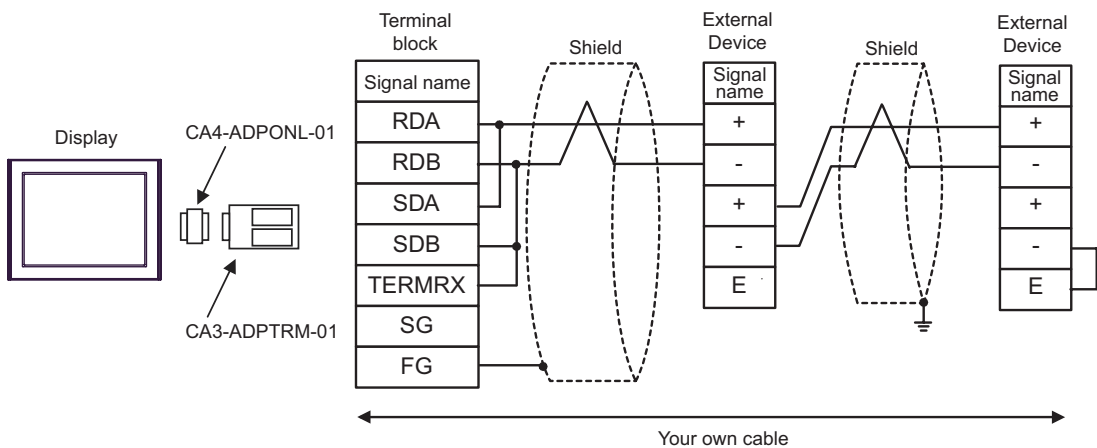 Display
CA4-ADPONL-01
CA3-ADPTRM-01
Terminal
block
Signal name
RDA
RDB
SDA
SDB
TERMRX
SG
FG
Shield
External
Device
Signal
name
+
-
+
-
E
Shield
External
Device
Signal
name
+
-
+
-
E
Your own cable